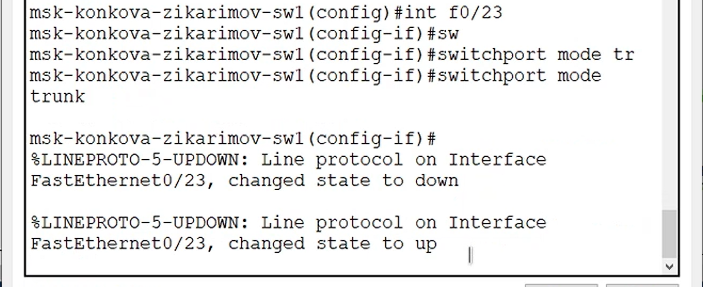 msk-konkova-zikarimov-sw1(config)#int f0/23
msk-konkova-zikarimov-sw1(config-if)#sw
msk-konkova-zikarimov-sw1(config-if)#switchport mode tr
msk-konkova-zikarimov-sw1(config-if)#switchport mode
trunk
msk-konkova-zikarimov-sw1(config-if)#
%LINEPROTO-5-UPDOWN: Line protocol on Interface
FastEthernet0/23, changed state to down
%LINEPROTO-5-UPDOWN: Line protocol on Interface
FastEthernet0/23, changed state to up